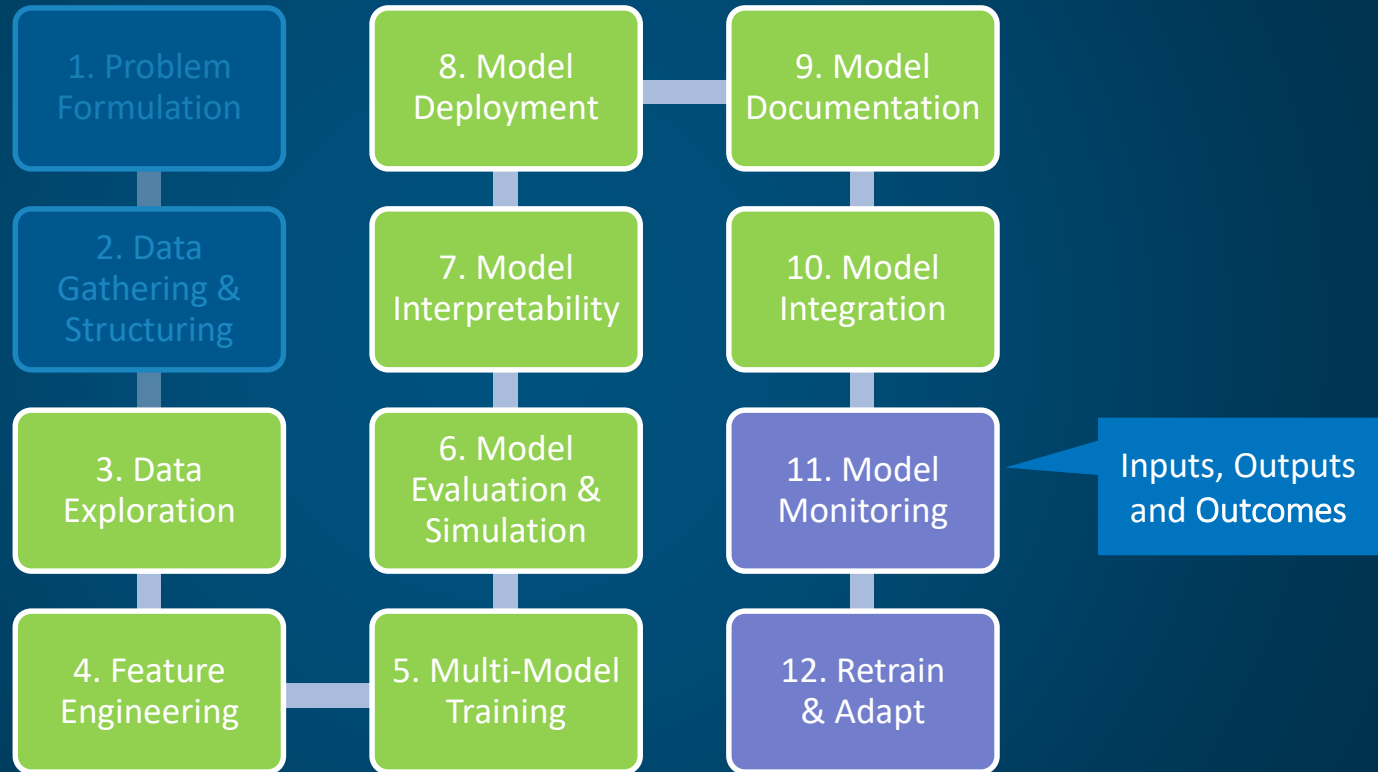 1. Problem
Formulation
2. Data
Gathering &
Structuring
3. Data
Exploration
4. Feature
Engineering
5. Multi-Model
Training
6. Model
Evaluation &
Simulation
7. Model
Interpretability
8. Model
Deployment
9. Model
Documentation
10. Model
Integration
11. Model
Monitoring
12. Retrain
& Adapt
Inputs, Outputs
and Outcomes